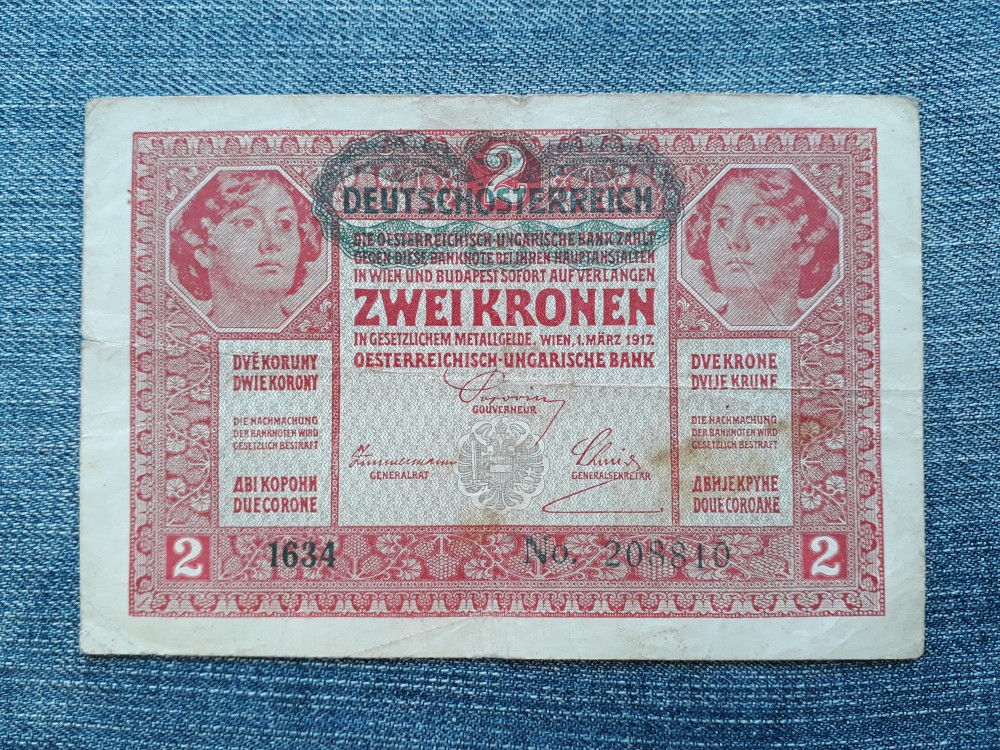 2
DEUTSCHÖSTERREICH
DIE OESTERREICHISCH-UNGARISCHE BANK ZAHLT
GEGEN DIESE BANKNOTE BEI IHREN HAUPTANSTALTEN
IN WIEN UND BUDAPEST SOFORT AUF VERLANGEN
ZWEI KRONEN
IN GESETZLICHEM METALLGELDE. WIEN, 1. MÄRZ 1917.
OESTERREICHISCH-UNGARISCHE BANK
DVĚ KORUNY
DWIE KORONY
DIE NACHMACHUNG
DER BANKNOTEN WIRD
GESETZLICH BESTRAFT
ДВІ КОРОНИ
DUE CORONE
Popovics
GOUVERNEUR
Zimmermann
GENERALRAT
Schmid
GENERALSEKRETÄR
DVE KRONE
DVIJE KRUNE
DIE NACHMACHUNG
DER BANKNOTEN WIRD
GESETZLICH BESTRAFT
ДВИЈЕ КРУНЕ
DOUE COROANE
2
1634
No. 208810
2